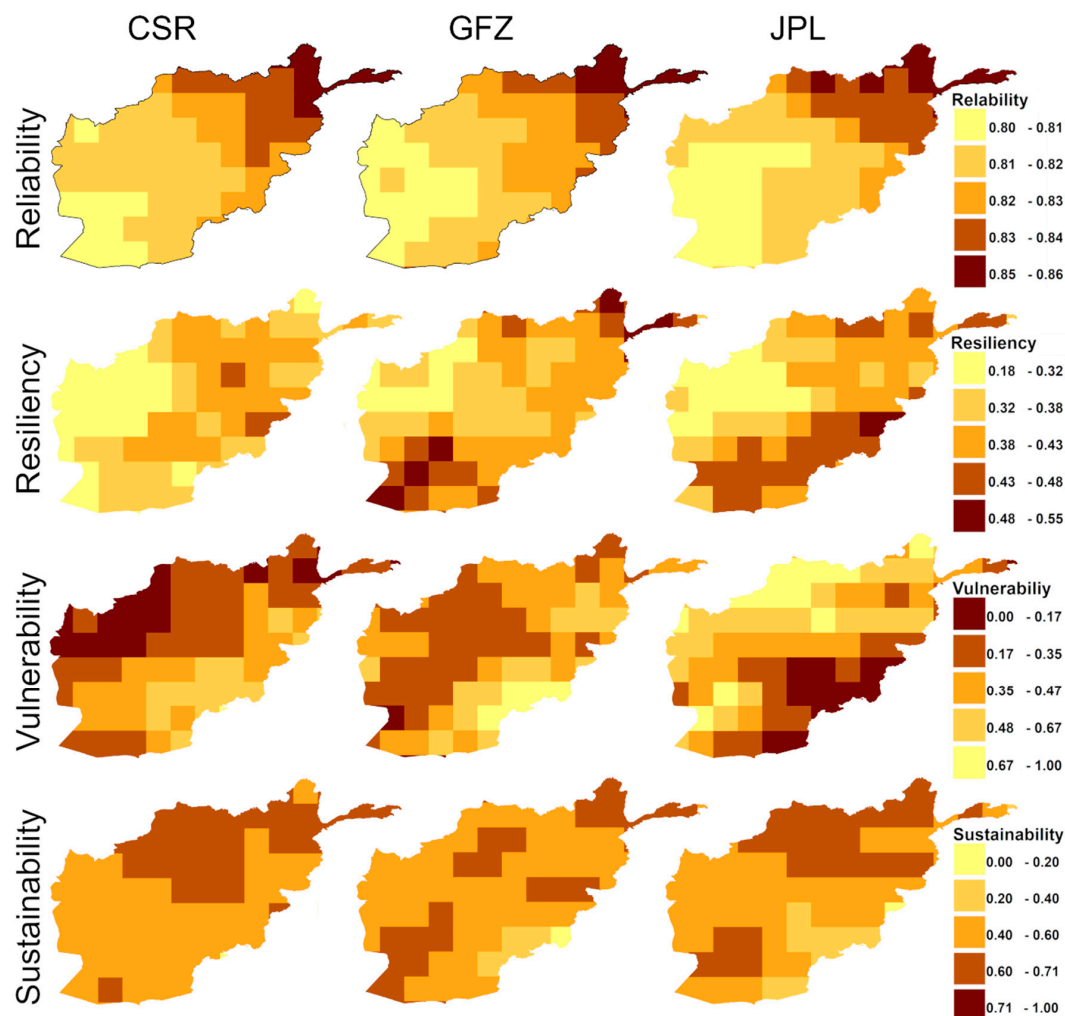 CSR GFZ JPL
Reliability
Relability
0.80 - 0.81
0.81 - 0.82
0.82 - 0.83
0.83 - 0.84
0.85 - 0.86
Resiliency
Resiliency
0.18 - 0.32
0.32 - 0.38
0.38 - 0.43
0.43 - 0.48
0.48 - 0.55
Vulnerability
Vulnerabiliy
0.00 - 0.17
0.17 - 0.35
0.35 - 0.47
0.48 - 0.67
0.67 - 1.00
Sustainability
Sustainability
0.00 - 0.20
0.20 - 0.40
0.40 - 0.60
0.60 - 0.71
0.71 - 1.00